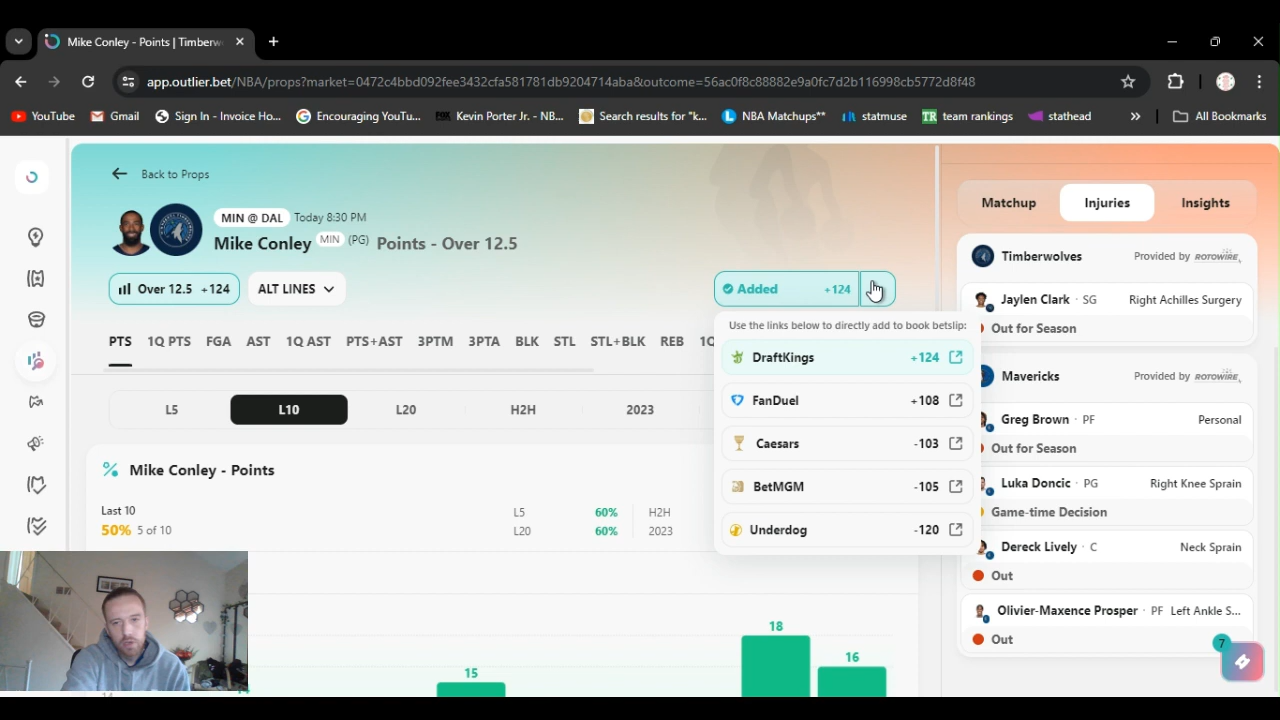 Mike Conley - Points | Timberw
app.outlier.bet/NBA/props?market=0472c4bbd092fee3432cfa581781db9204714aba&outcome=56ac0f8c88882e9a0fc7d2b116998cb5772d8f48
YouTube Gmail Sign In - Invoice Ho... Encouraging YouTu... Kevin Porter Jr. - NB... Search results for "k... NBA Matchups** statmuse TR team rankings stathead » All Bookmarks
Back to Props
MIN @ DAL Today 8:30 PM
Mike Conley MIN (PG) Points - Over 12.5
Over 12.5 +124 ALT LINES Added +124
Use the links below to directly add to book betslip:
PTS 1Q PTS FGA AST 1Q AST PTS+AST 3PTM 3PTA BLK STL STL+BLK REB 1Q
DraftKings +124
FanDuel +108
Caesars -103
BetMGM -105
Underdog -120
L5 L10 L20 H2H 2023
Mike Conley - Points
Last 10
50% 5 of 10
L5 60% H2H
L20 60% 2023
15
18
16
Matchup Injuries Insights
Timberwolves Provided by ROTOWIRE
Jaylen Clark · SG Right Achilles Surgery
Out for Season
Mavericks Provided by ROTOWIRE
Greg Brown · PF Personal
Out for Season
Luka Doncic · PG Right Knee Sprain
Game-time Decision
Dereck Lively · C Neck Sprain
Out
Olivier-Maxence Prosper · PF Left Ankle S...
Out
7